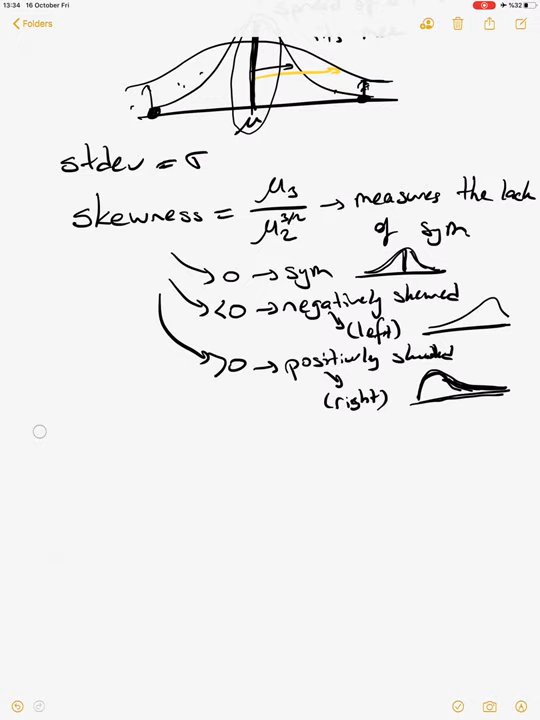 13:34 16 October Fri
%32
Folders
μ
stdev = σ
skewness = μ3 / μ2^3/2 → measures the lack
of sym
0 → sym
<0 → negatively skewed
(left)
>0 → positively skewed
(right)